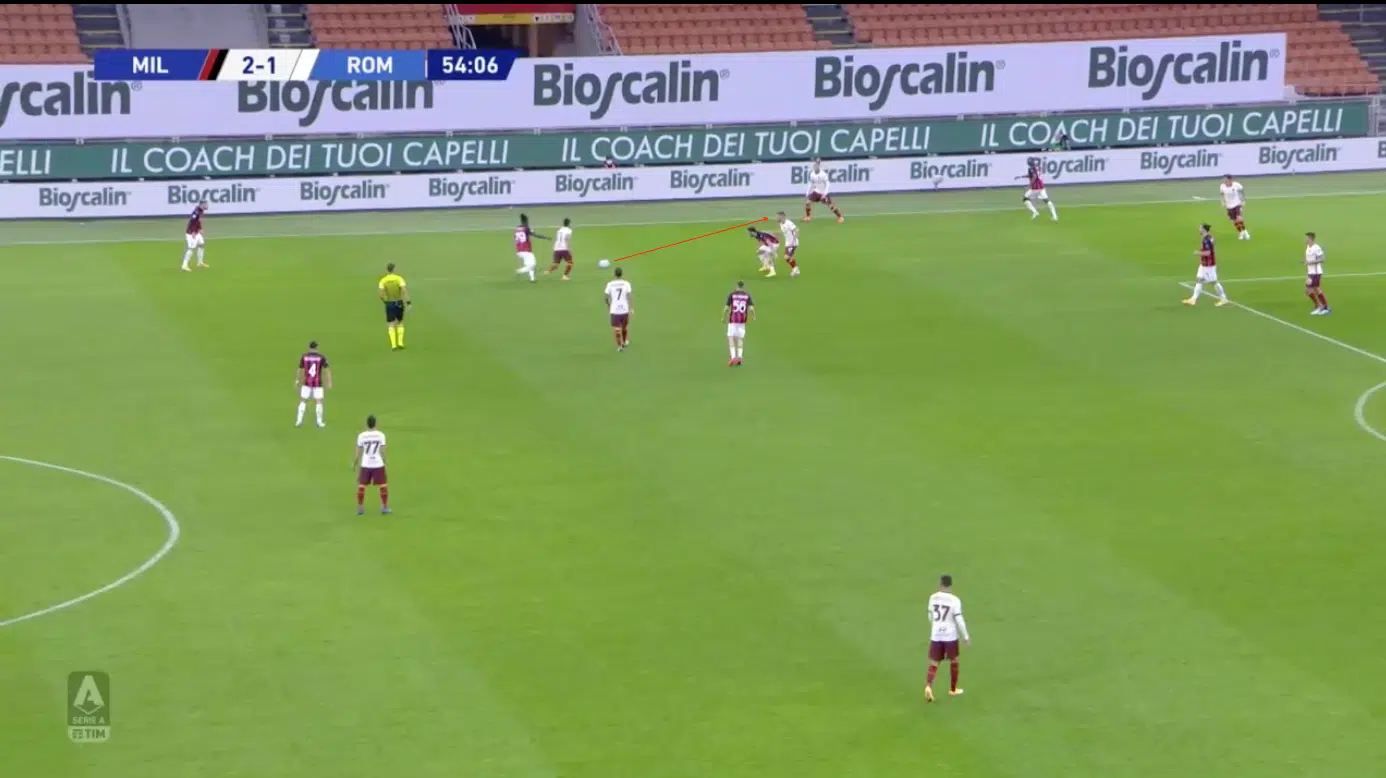 MIL 2-1 ROM 54:06
Bioscalin® Bioscalin® Bioscalin® Bioscalin® Bioscalin®
ELLI IL COACH DEI TUOI CAPELLI IL COACH DEI TUOI CAPELLI IL COACH DEI TUOI CAPELLI
Bioscalin® Bioscalin® Bioscalin® Bioscalin® Bioscalin® Bioscalin® Bioscalin® Bioscalin® Bioscalin® Bioscalin® Bioscalin®
7
56
4
77
37
SERIE A
TIM